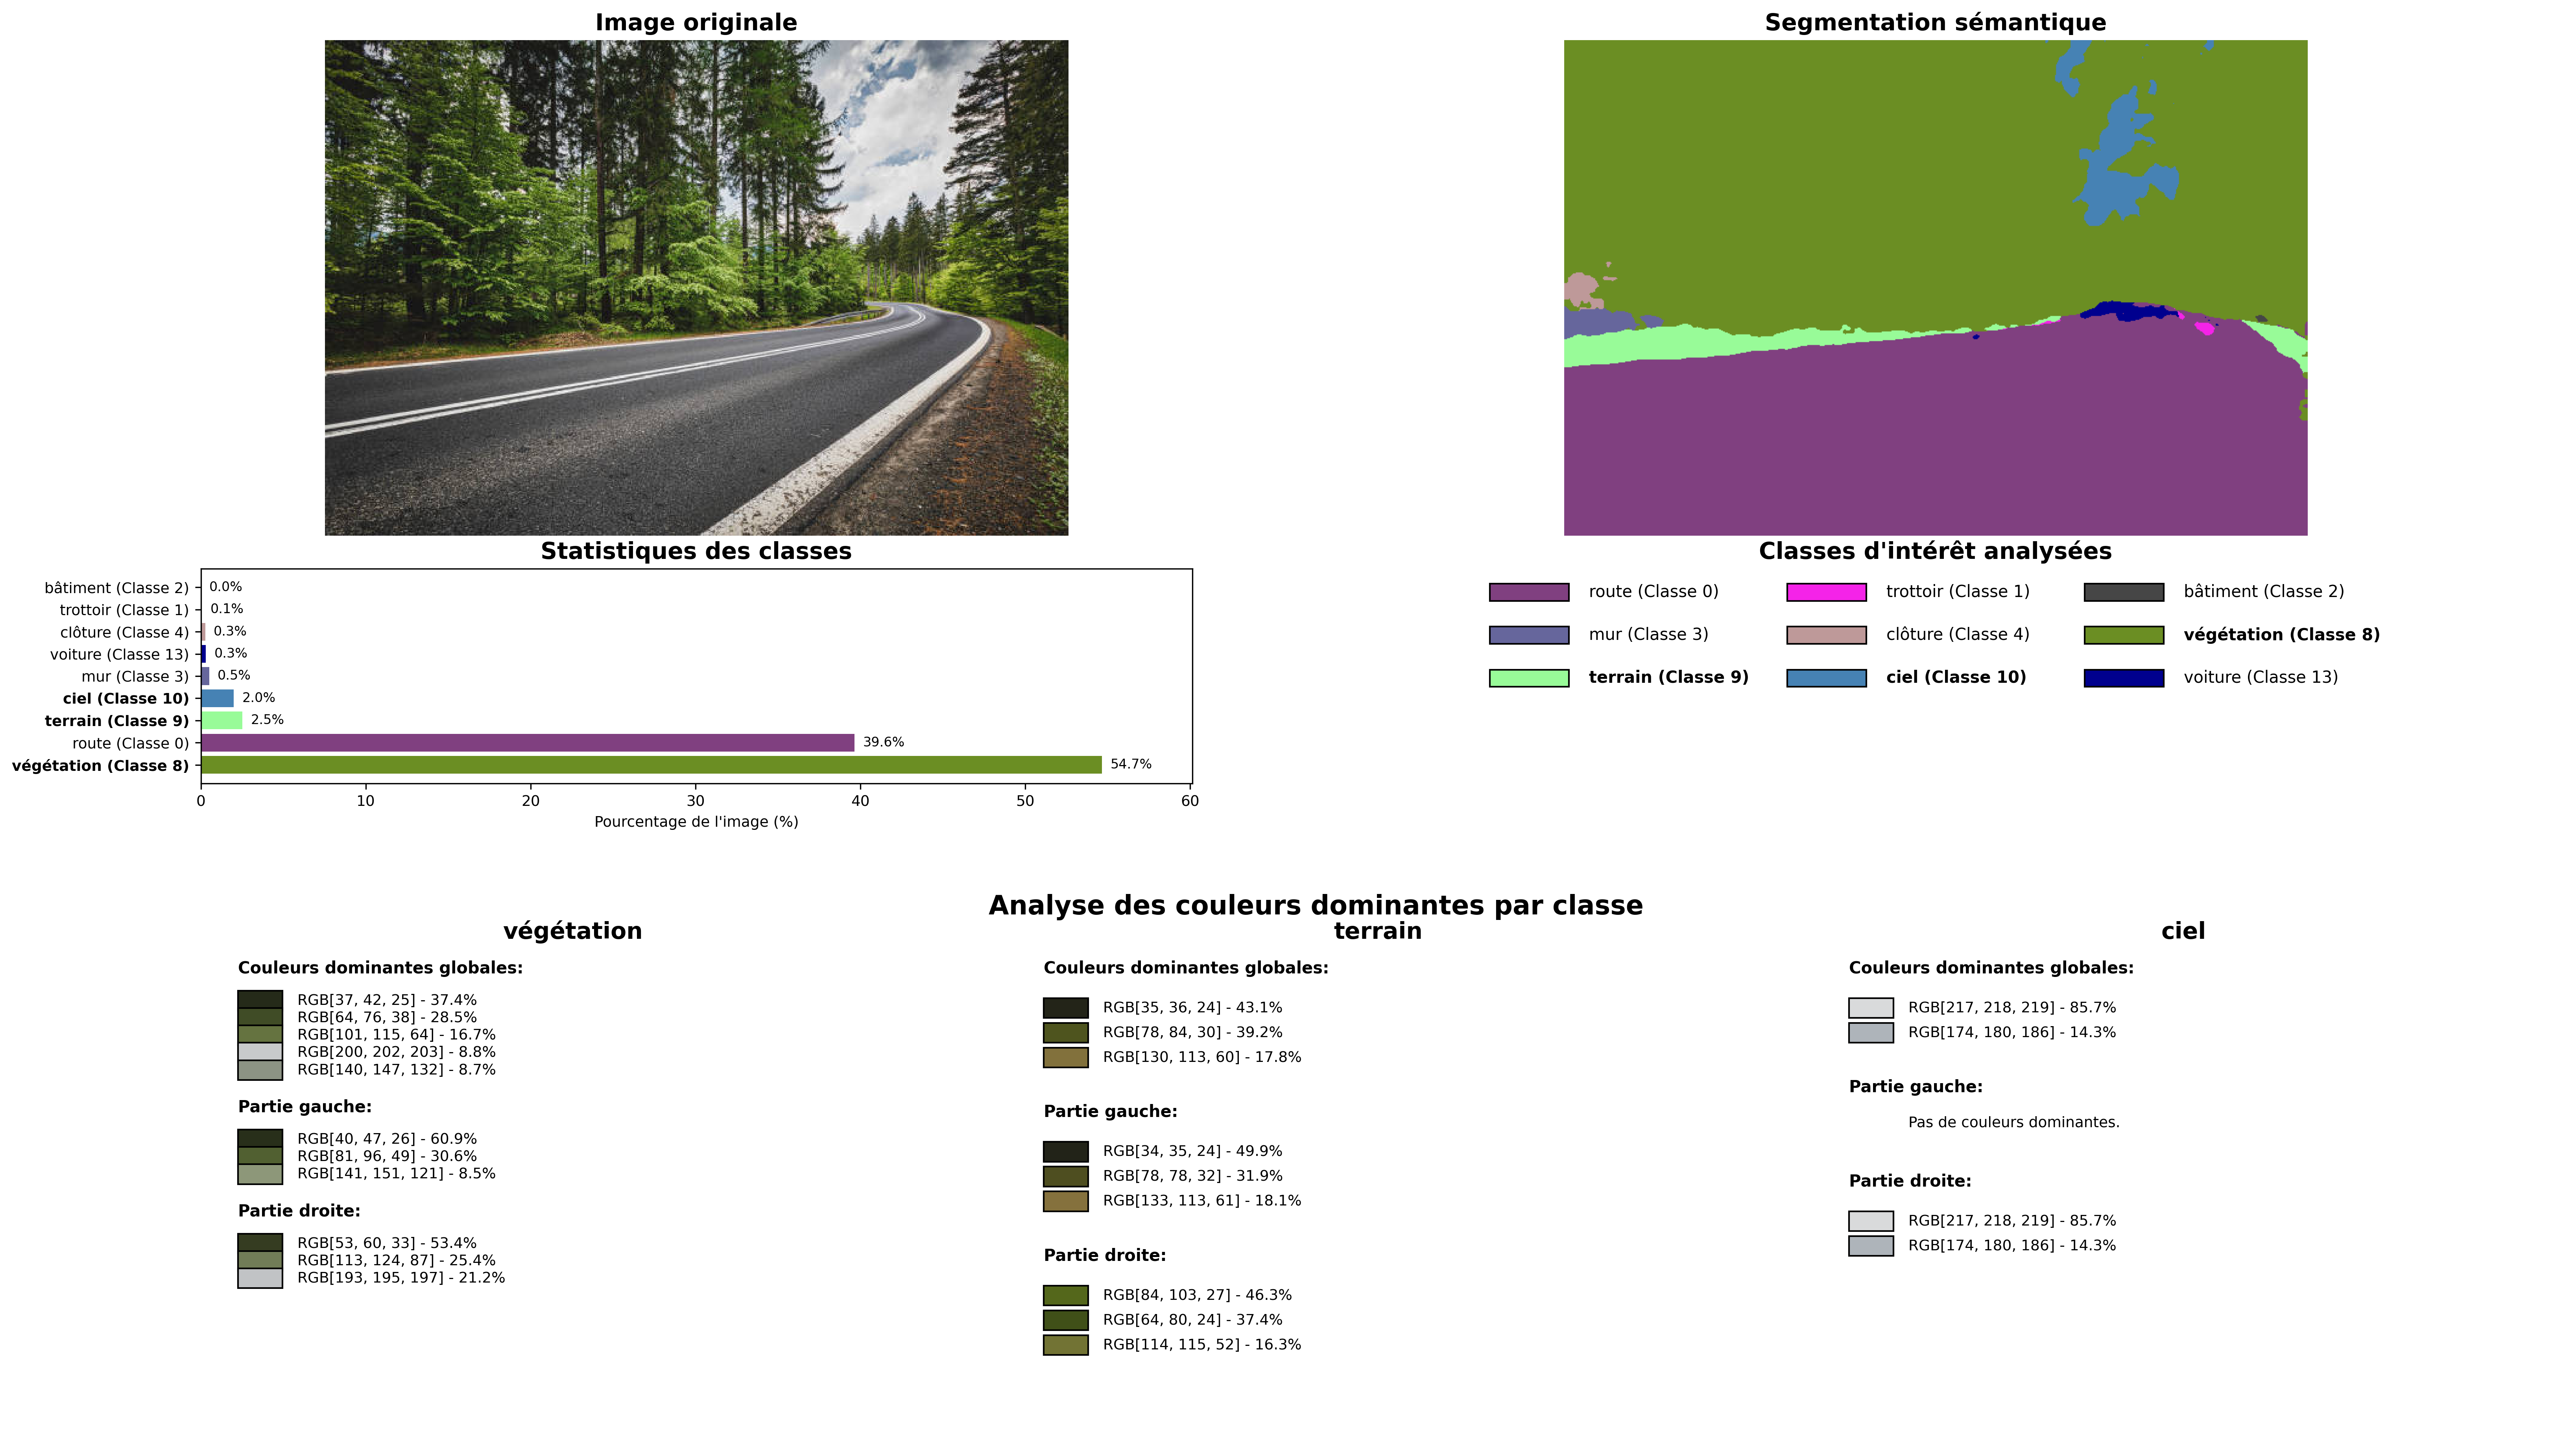 Image originale
Segmentation sémantique
Statistiques des classes
bâtiment (Classe 2) 0.0%
trottoir (Classe 1) 0.1%
clôture (Classe 4) 0.3%
voiture (Classe 13) 0.3%
mur (Classe 3) 0.5%
ciel (Classe 10) 2.0%
terrain (Classe 9) 2.5%
route (Classe 0) 39.6%
végétation (Classe 8) 54.7%
0 10 20 30 40 50 60
Pourcentage de l'image (%)
Classes d'intérêt analysées
route (Classe 0) trottoir (Classe 1) bâtiment (Classe 2)
mur (Classe 3) clôture (Classe 4) végétation (Classe 8)
terrain (Classe 9) ciel (Classe 10) voiture (Classe 13)
Analyse des couleurs dominantes par classe
végétation
Couleurs dominantes globales:
RGB[37, 42, 25] - 37.4%
RGB[64, 76, 38] - 28.5%
RGB[101, 115, 64] - 16.7%
RGB[200, 202, 203] - 8.8%
RGB[140, 147, 132] - 8.7%
Partie gauche:
RGB[40, 47, 26] - 60.9%
RGB[81, 96, 49] - 30.6%
RGB[141, 151, 121] - 8.5%
Partie droite:
RGB[53, 60, 33] - 53.4%
RGB[113, 124, 87] - 25.4%
RGB[193, 195, 197] - 21.2%
terrain
Couleurs dominantes globales:
RGB[35, 36, 24] - 43.1%
RGB[78, 84, 30] - 39.2%
RGB[130, 113, 60] - 17.8%
Partie gauche:
RGB[34, 35, 24] - 49.9%
RGB[78, 78, 32] - 31.9%
RGB[133, 113, 61] - 18.1%
Partie droite:
RGB[84, 103, 27] - 46.3%
RGB[64, 80, 24] - 37.4%
RGB[114, 115, 52] - 16.3%
ciel
Couleurs dominantes globales:
RGB[217, 218, 219] - 85.7%
RGB[174, 180, 186] - 14.3%
Partie gauche:
Pas de couleurs dominantes.
Partie droite:
RGB[217, 218, 219] - 85.7%
RGB[174, 180, 186] - 14.3%